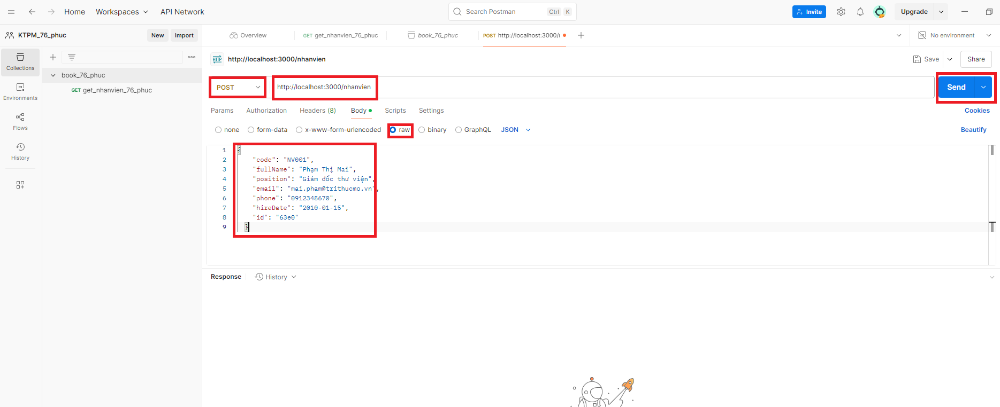 Home Workspaces API Network Search Postman Ctrl K Invite Upgrade
KTPM_76_phuc New Import Overview GET get_nhanvien_76_phuc book_76_phuc POST http://localhost:3000/ No environment
Collections
Environments
Flows
History
book_76_phuc
GET get_nhanvien_76_phuc
HTTP http://localhost:3000/nhanvien Save Share
POST http://localhost:3000/nhanvien Send
Params Authorization Headers (8) Body Scripts Settings Cookies
none form-data x-www-form-urlencoded raw binary GraphQL JSON Beautify
1 {
2 "code": "NV001",
3 "fullName": "Phạm Thị Mai",
4 "position": "Giám đốc thư viện",
5 "email": "mai.pham@trithucmo.vn",
6 "phone": "0912345670",
7 "hireDate": "2010-01-15",
8 "id": "63e0"
9 }
Response History